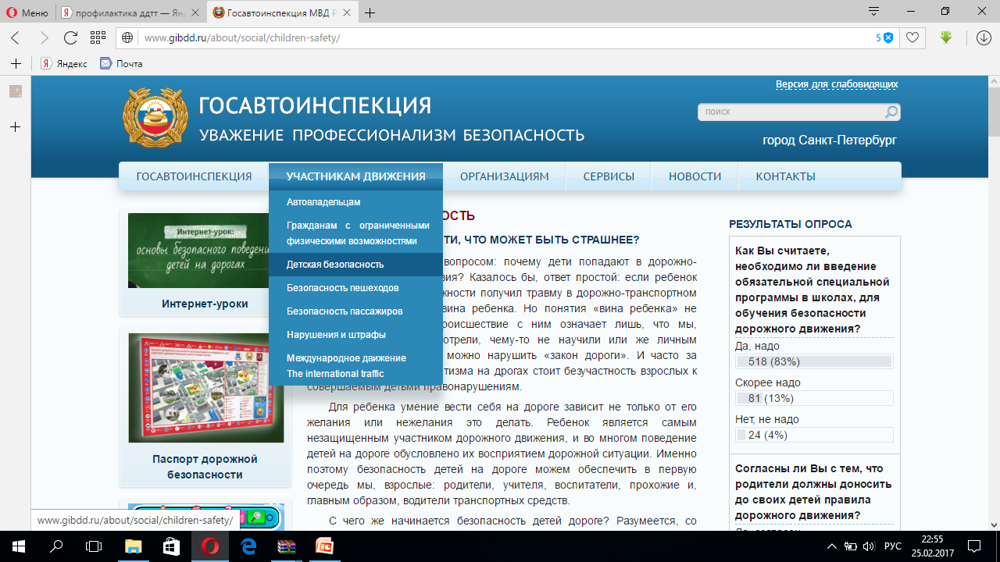 Меню
профилактика ддтт — Ян
Госавтоинспекция МВД Р
www.gibdd.ru/about/social/children-safety/
5
Яндекс
Почта
Версия для слабовидящих
ГОСАВТОИНСПЕКЦИЯ
УВАЖЕНИЕ ПРОФЕССИОНАЛИЗМ БЕЗОПАСНОСТЬ
поиск
город Санкт-Петербург
ГОСАВТОИНСПЕКЦИЯ
УЧАСТНИКАМ ДВИЖЕНИЯ
ОРГАНИЗАЦИЯМ
СЕРВИСЫ
НОВОСТИ
КОНТАКТЫ
Автовладельцам
Гражданам с ограниченными
физическими возможностями
Детская безопасность
Безопасность пешеходов
Безопасность пассажиров
Нарушения и штрафы
Международное движение
The international traffic
Интернет-урок:
основы безопасного поведен
детей на дорогах
Интернет-уроки
Паспорт дорожной
безопасности
ОСТЬ
ТИ, ЧТО МОЖЕТ БЫТЬ СТРАШНЕЕ?
вопросом: почему дети попадают в дорожно-
вия? Казалось бы, ответ простой: если ребенок
жности получил травму в дорожно-транспортном
вина ребенка. Но понятия «вина ребенка» не
роисшествие с ним означает лишь, что мы,
отрели, чему-то не научили или же личным
можно нарушить «закон дороги». И часто за
тизма на дрогах стоит безучастность взрослых к
совершаемым детьми правонарушениям.
Для ребенка умение вести себя на дороге зависит не только от его
желания или нежелания это делать. Ребенок является самым
незащищенным участником дорожного движения, и во многом поведение
детей на дороге обусловлено их восприятием дорожной ситуации. Именно
поэтому безопасность детей на дороге можем обеспечить в первую
очередь мы, взрослые: родители, учителя, воспитатели, прохожие и,
главным образом, водители транспортных средств.
С чего же начинается безопасность детей дороге? Разумеется, со
РЕЗУЛЬТАТЫ ОПРОСА
Как Вы считаете,
необходимо ли введение
обязательной специальной
программы в школах, для
обучения безопасности
дорожного движения?
Да, надо
518 (83%)
Скорее надо
81 (13%)
Нет, не надо
24 (4%)
Согласны ли Вы с тем, что
родители должны доносить
до своих детей правила
дорожного движения?
www.gibdd.ru/about/social/children-safety/
РУС
22:55
25.02.2017